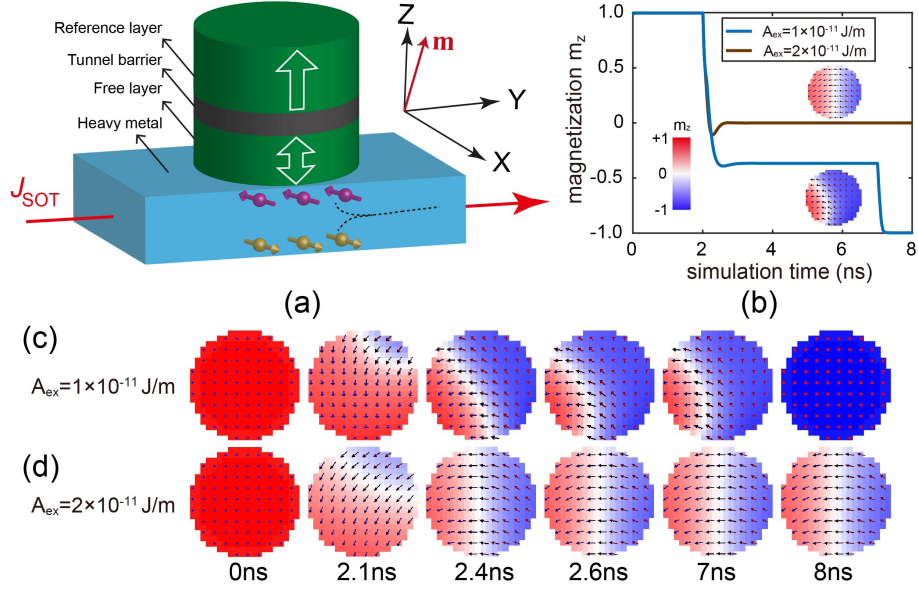 Reference layer
Tunnel barrier
Free layer
Heavy metal
J_SOT
Z
m
Y
X
(a)
magnetization m_z
1.0
0.5
0
-0.5
-1.0
A_ex=1×10⁻¹¹ J/m
A_ex=2×10⁻¹¹ J/m
m_z
+1
0
-1
0 2 4 6 8
simulation time (ns)
(b)
(c)
A_ex=1×10⁻¹¹ J/m
(d)
A_ex=2×10⁻¹¹ J/m
0ns 2.1ns 2.4ns 2.6ns 7ns 8ns